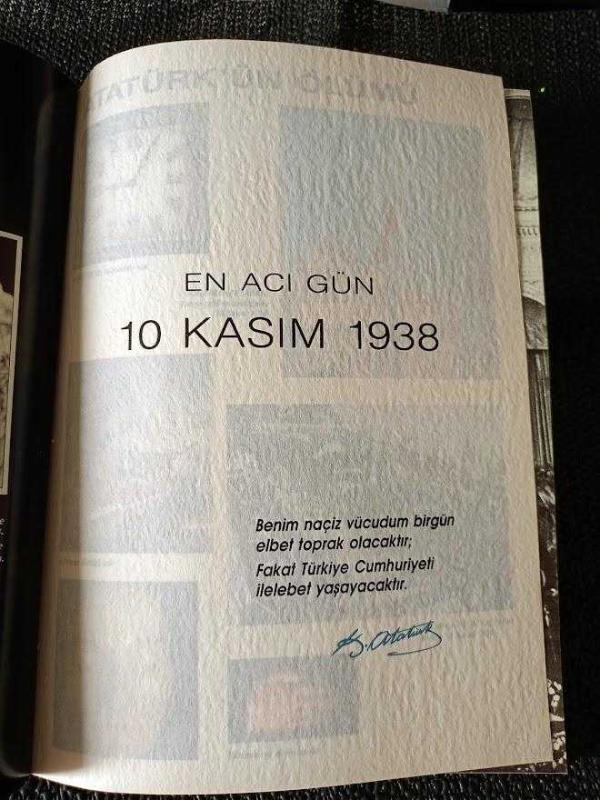 ATATÜRK'ÜN ÖLÜMÜ
EN ACI GÜN
10 KASIM 1938
Benim naçiz vücudum birgün
elbet toprak olacaktır;
Fakat Türkiye Cumhuriyeti
ilelebet yaşayacaktır.
K. Atatürk